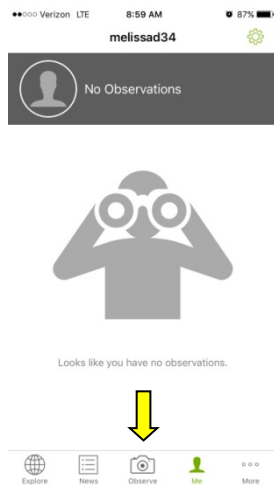 Verizon LTE 8:59 AM 87%
melissad34
No Observations
Looks like you have no observations.
Explore News Observe Me More